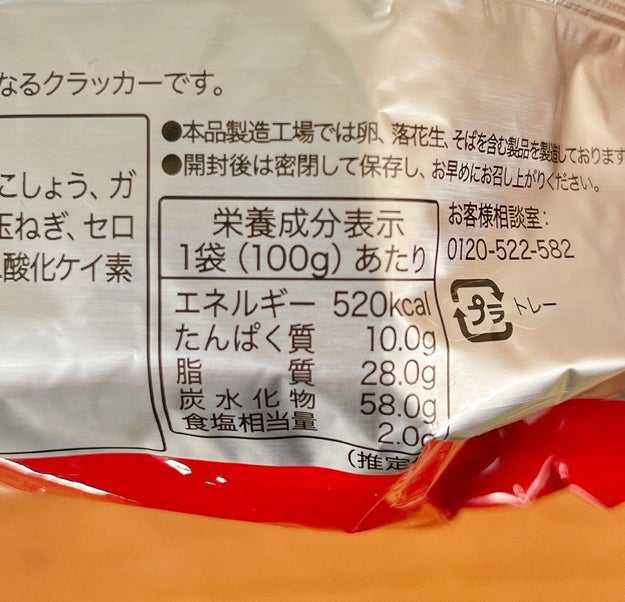 なるクラッカーです。
こしょう、ガ
玉ねぎ、セロ
酸化ケイ素
●本品製造工場では卵、落花生、そばを含む製品を製造しております
●開封後は密閉して保存し、お早めにお召し上がりください。
栄養成分表示
1袋(100g)あたり
エネルギー 520kcal
たんぱく質 10.0g
脂質 28.0g
炭水化物 58.0g
食塩相当量 2.0g
(推定
お客様相談室:
0120-522-582
プラ トレー